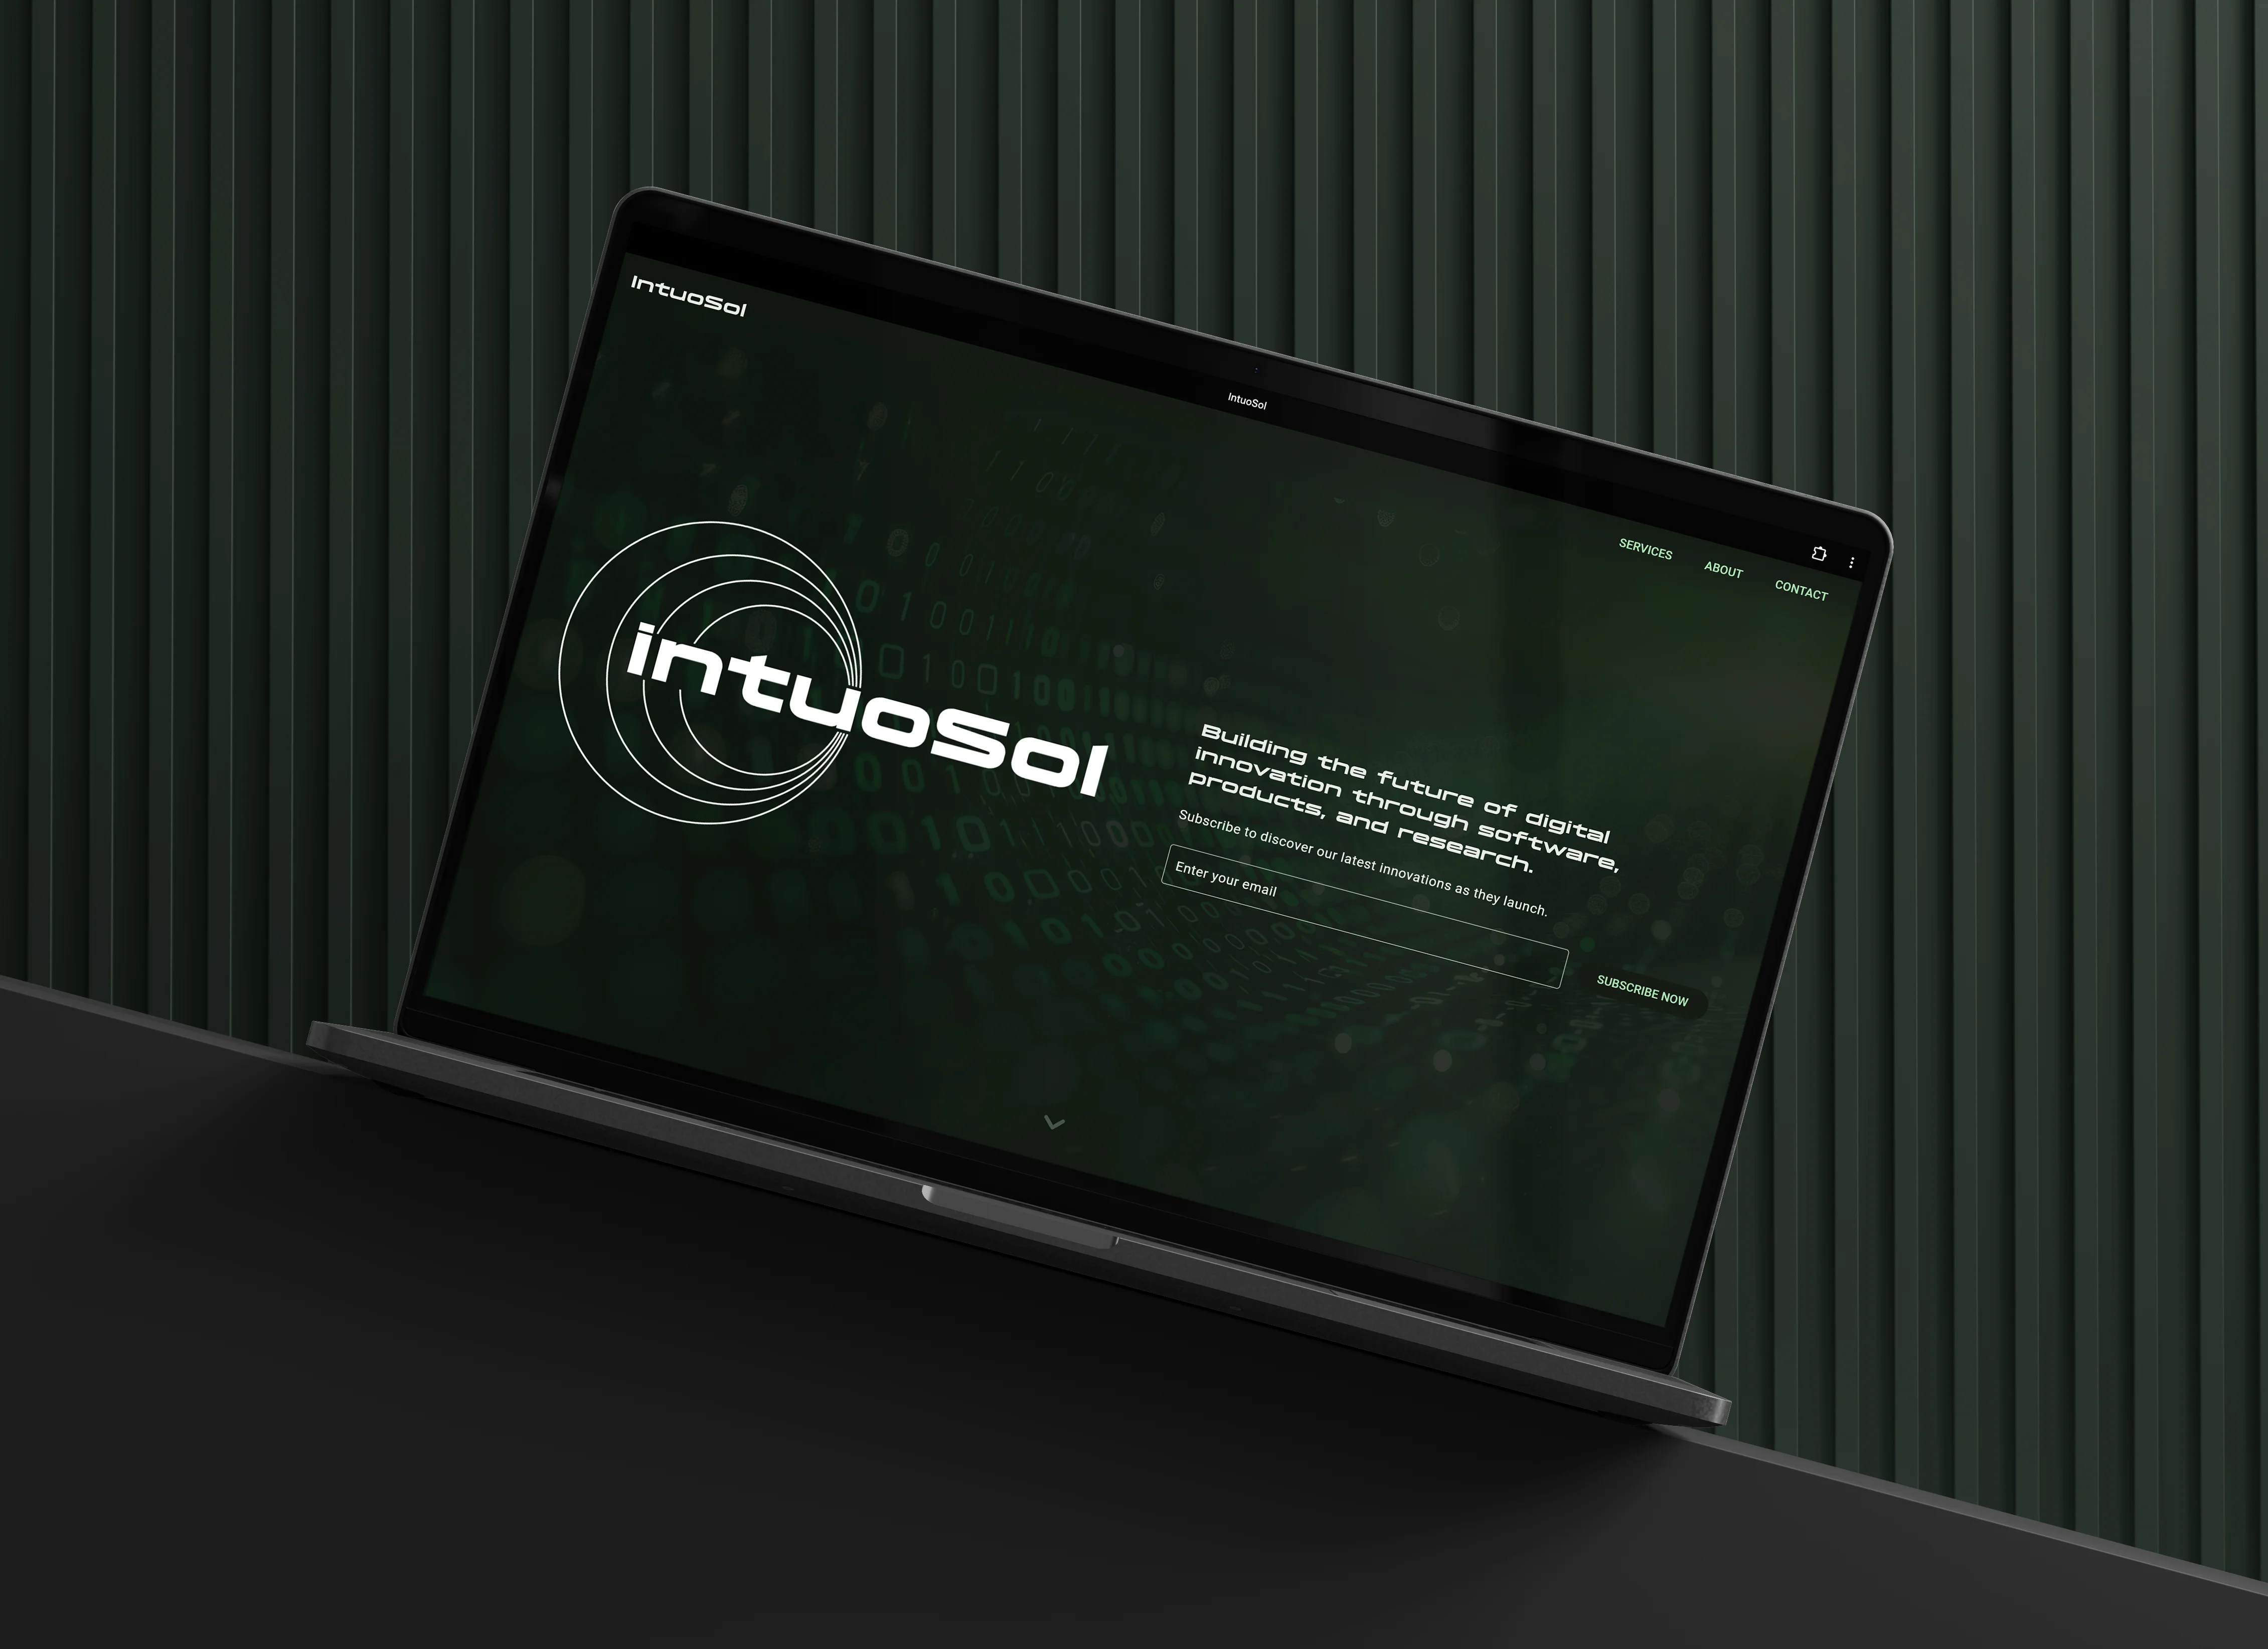 IntuoSol
IntuoSol
SERVICES
ABOUT
CONTACT
intuoSol
Building the future of digital
innovation through software,
products, and research.
Subscribe to discover our latest innovations as they launch.
Enter your email
SUBSCRIBE NOW